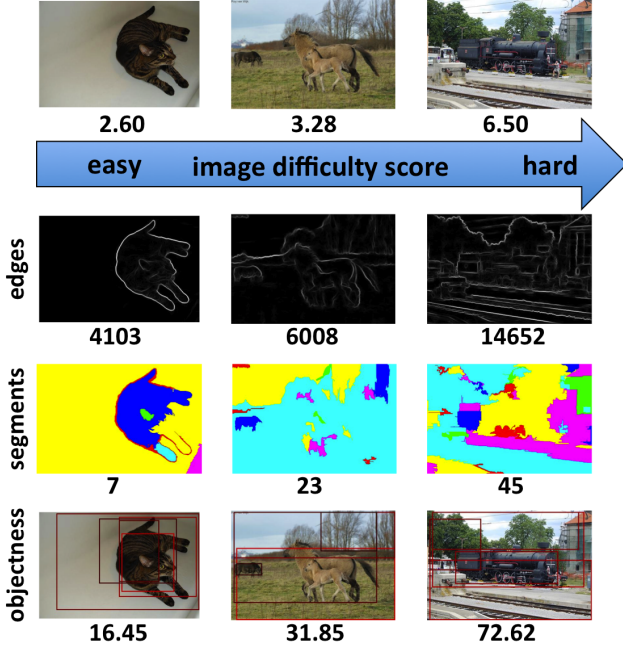 2.60 3.28 6.50
easy image difficulty score hard
edges
4103 6008 14652
segments
7 23 45
objectness
16.45 31.85 72.62